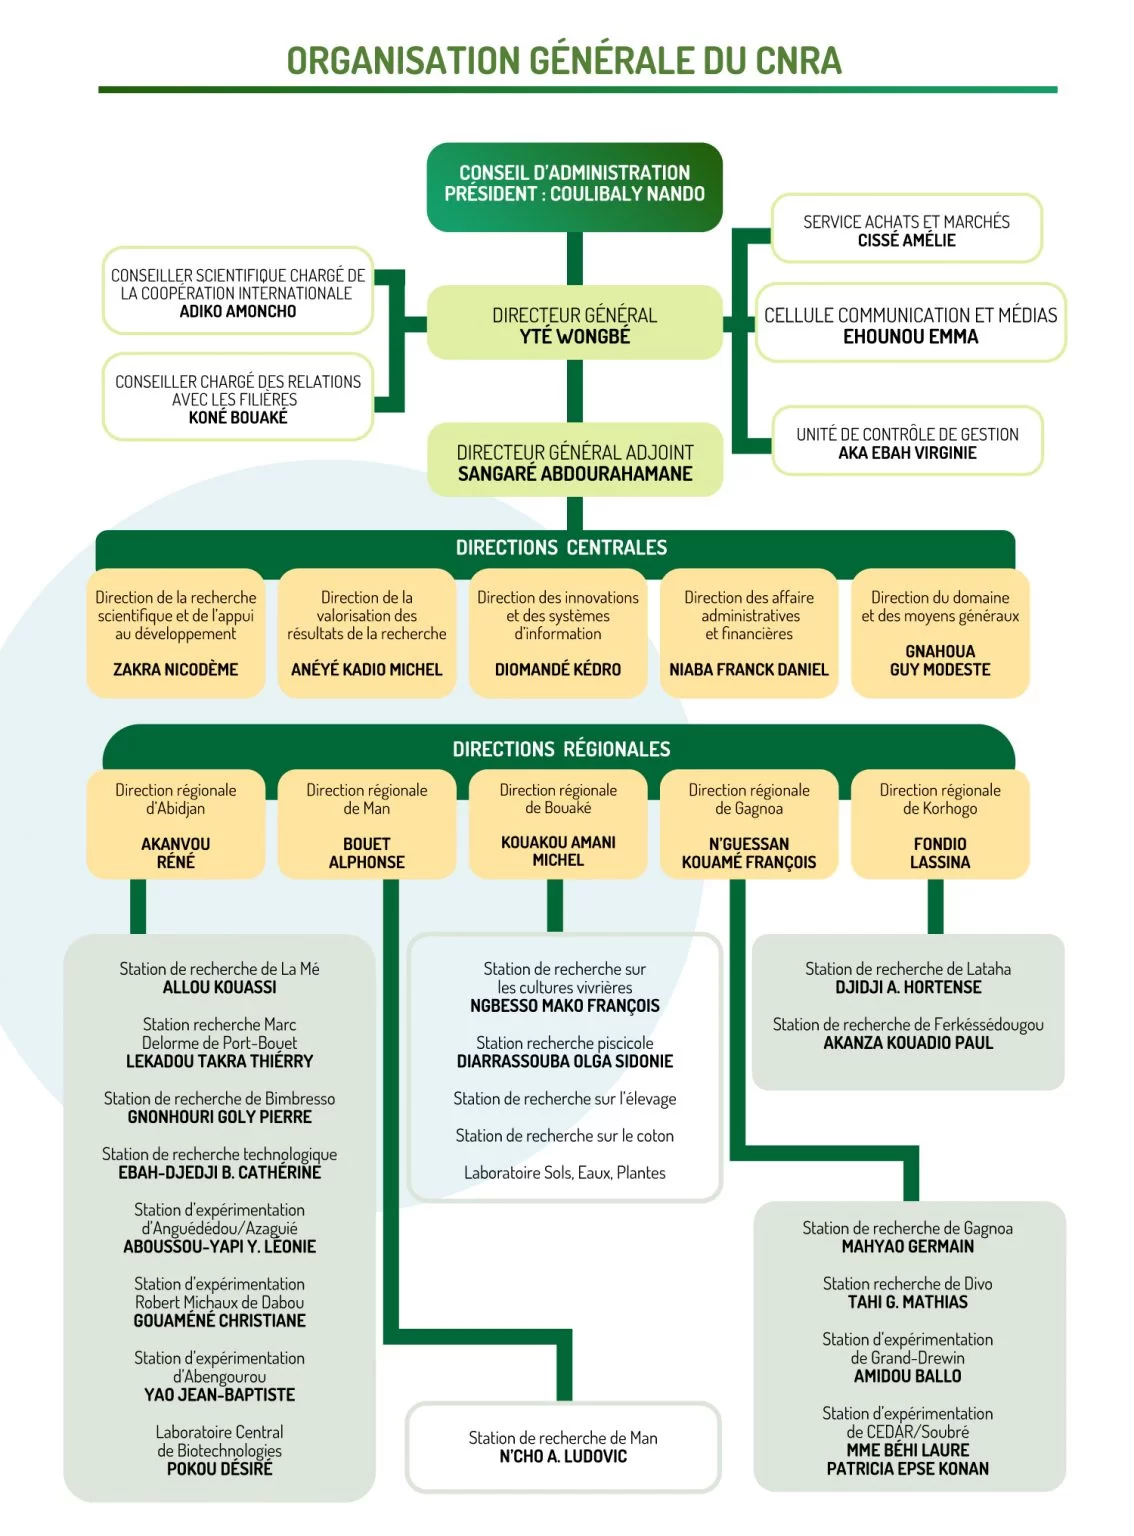 ORGANISATION GÉNÉRALE DU CNRA
CONSEIL D'ADMINISTRATION
PRÉSIDENT : COULIBALY NANDO
SERVICE ACHATS ET MARCHÉS
CISSÉ AMÉLIE
CONSEILLER SCIENTIFIQUE CHARGÉ DE
LA COOPÉRATION INTERNATIONALE
ADIKO AMONCHO
DIRECTEUR GÉNÉRAL
YTÉ WONGBÉ
CELLULE COMMUNICATION ET MÉDIAS
EHOUNOU EMMA
CONSEILLER CHARGÉ DES RELATIONS
AVEC LES FILIÈRES
KONÉ BOUAKÉ
DIRECTEUR GÉNÉRAL ADJOINT
SANGARÉ ABDOURAHAMANE
UNITÉ DE CONTRÔLE DE GESTION
AKA EBAH VIRGINIE
DIRECTIONS CENTRALES
Direction de la recherche
scientifique et de l'appui
au développement
ZAKRA NICODÈME
Direction de la
valorisation des
résultats de la recherche
ANÉYÉ KADIO MICHEL
Direction des innovations
et des systèmes
d'information
DIOMANDÉ KÉDRO
Direction des affaire
administratives
et financières
NIABA FRANCK DANIEL
Direction du domaine
et des moyens généraux
GNAHOUA
GUY MODESTE
DIRECTIONS RÉGIONALES
Direction régionale
d'Abidjan
AKANVOU
RÉNÉ
Direction régionale
de Man
BOUET
ALPHONSE
Direction régionale
de Bouaké
KOUAKOU AMANI
MICHEL
Direction régionale
de Gagnoa
N'GUESSAN
KOUAMÉ FRANÇOIS
Direction régionale
de Korhogo
FONDIO
LASSINA
Station de recherche de La Mé
ALLOU KOUASSI
Station recherche Marc
Delorme de Port-Bouet
LEKADOU TAKRA THIÉRRY
Station de recherche de Bimbresso
GNONHOURI GOLY PIERRE
Station de recherche technologique
EBAH-DJEDJI B. CATHÉRINE
Station d'expérimentation
d'Anguédédou/Azaguié
ABOUSSOU-YAPI Y. LÉONIE
Station d'expérimentation
Robert Michaux de Dabou
GOUAMÉNÉ CHRISTIANE
Station d'expérimentation
d'Abengourou
YAO JEAN-BAPTISTE
Laboratoire Central
de Biotechnologies
POKOU DÉSIRÉ
Station de recherche sur
les cultures vivrières
NGBESSO MAKO FRANÇOIS
Station recherche piscicole
DIARRASSOUBA OLGA SIDONIE
Station de recherche sur l'élevage
Station de recherche sur le coton
Laboratoire Sols, Eaux, Plantes
Station de recherche de Lataha
DJIDJI A. HORTENSE
Station de recherche de Ferkéssédougou
AKANZA KOUADIO PAUL
Station de recherche de Gagnoa
MAHYAO GERMAIN
Station recherche de Divo
TAHI G. MATHIAS
Station d'expérimentation
de Grand-Drewin
AMIDOU BALLO
Station d'expérimentation
de CEDAR/Soubré
MME BÉHI LAURE
PATRICIA EPSE KONAN
Station de recherche de Man
N'CHO A. LUDOVIC